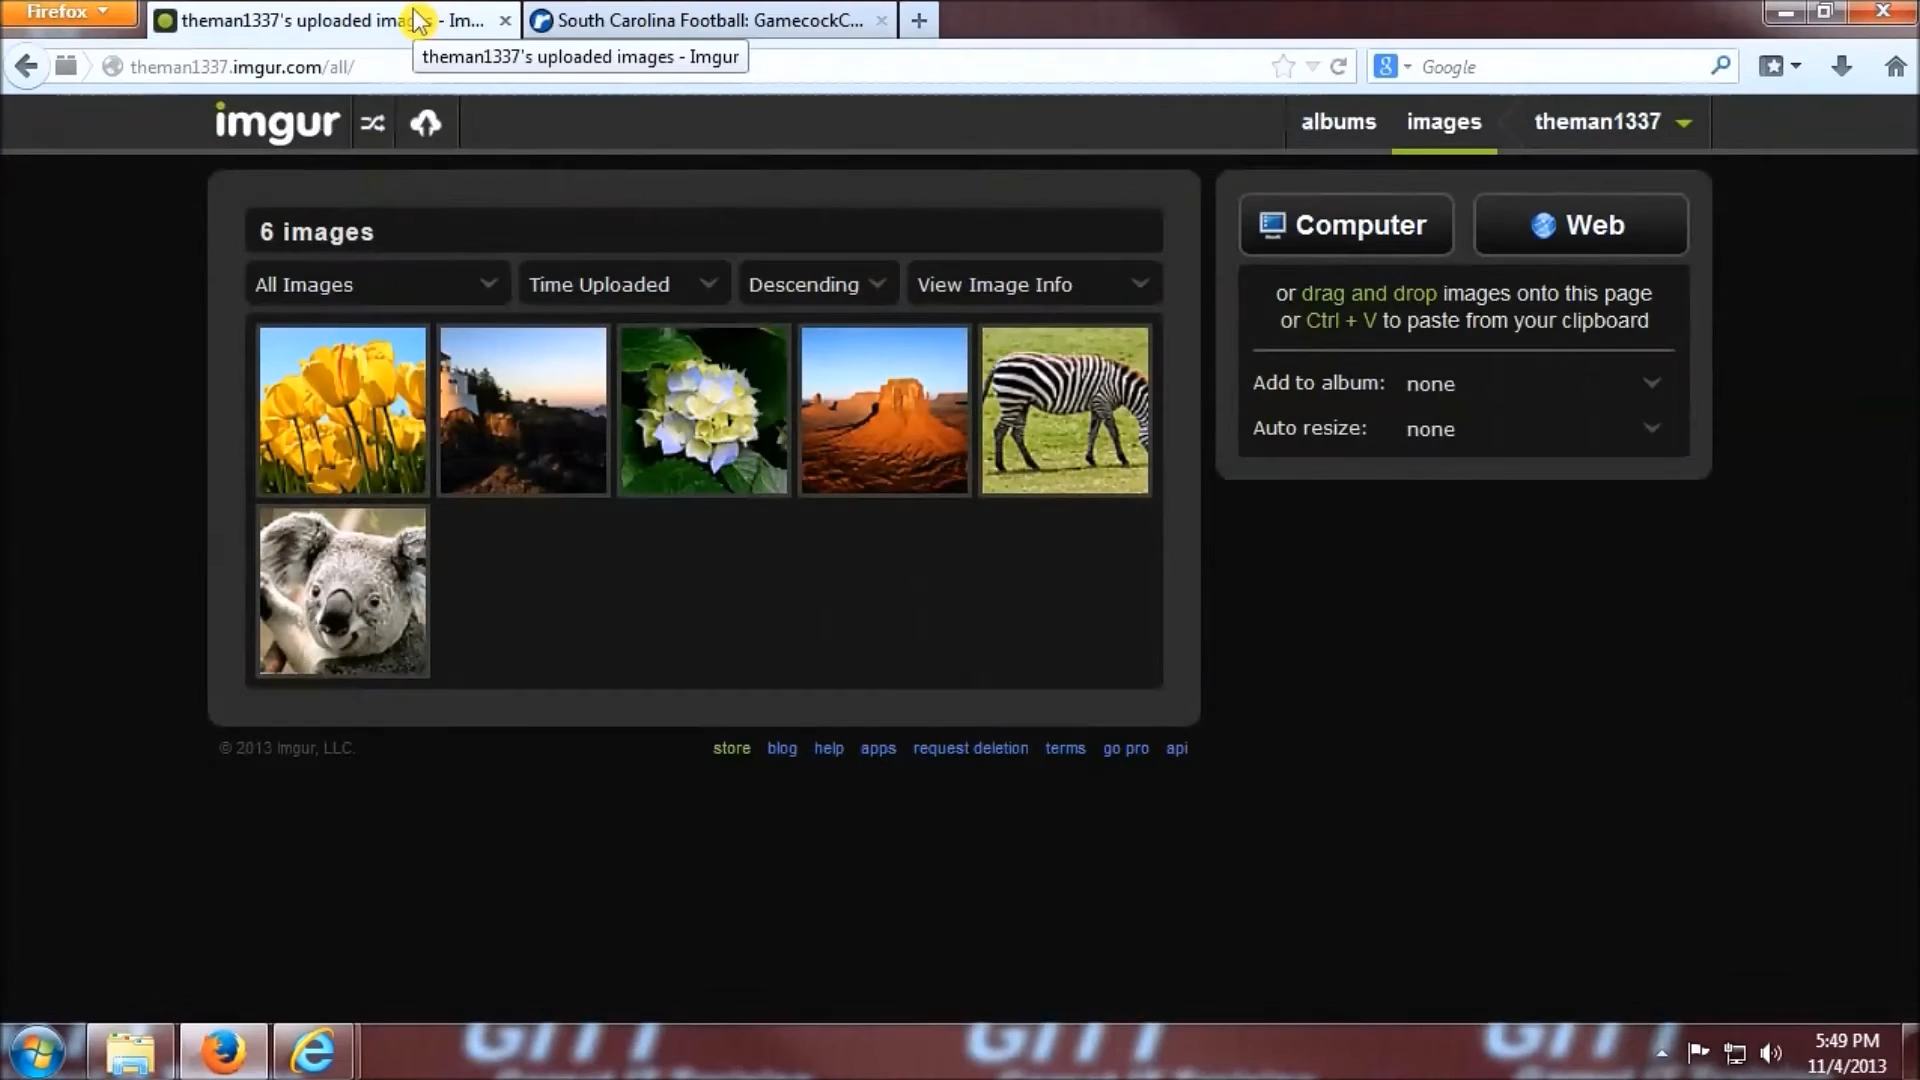 Firefox
theman1337's uploaded images - Im...
South Carolina Football: GamecockC...
theman1337's uploaded images - Imgur
theman1337.imgur.com/all/
Google
imgur
albums
images
theman1337
6 images
All Images
Time Uploaded
Descending
View Image Info
Computer
Web
or drag and drop images onto this page
or Ctrl + V to paste from your clipboard
Add to album: none
Auto resize: none
© 2013 Imgur, LLC.
store blog help apps request deletion terms go pro api
5:49 PM
11/4/2013